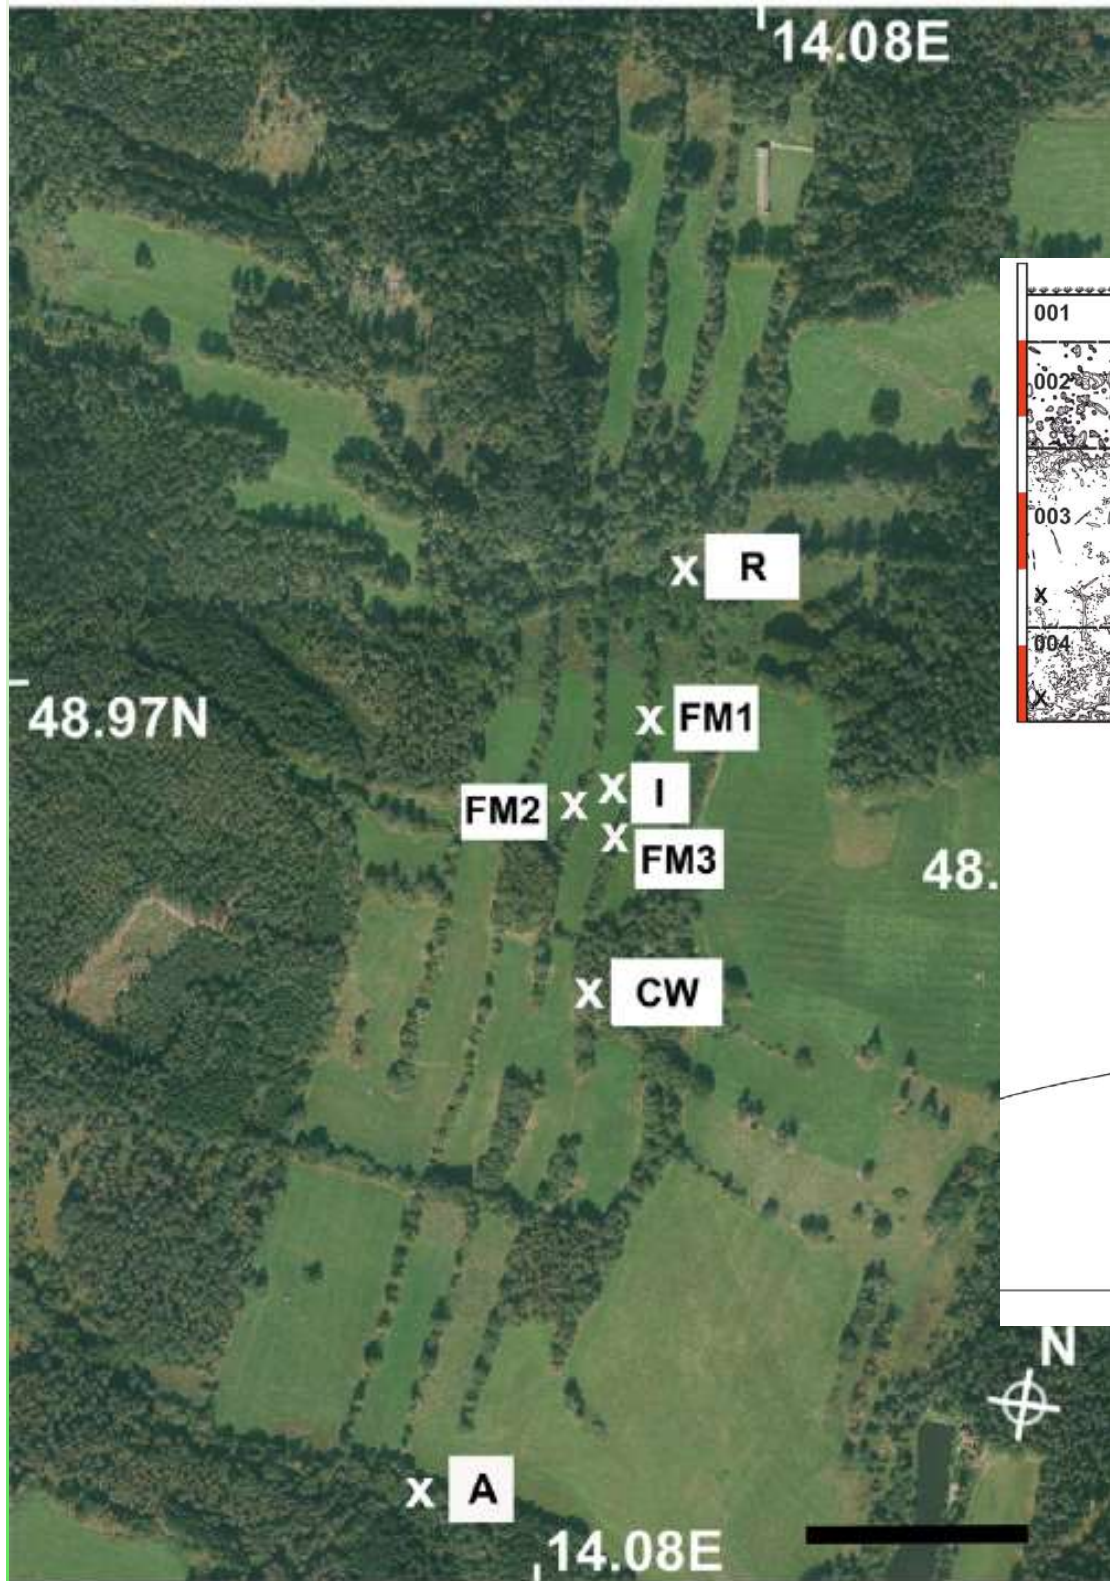 14.08E
001
002
003
X
004
X
X R
48.97N
X FM1
FM2 X X I
X FM3
48.
X CW
N
X A
14.08E